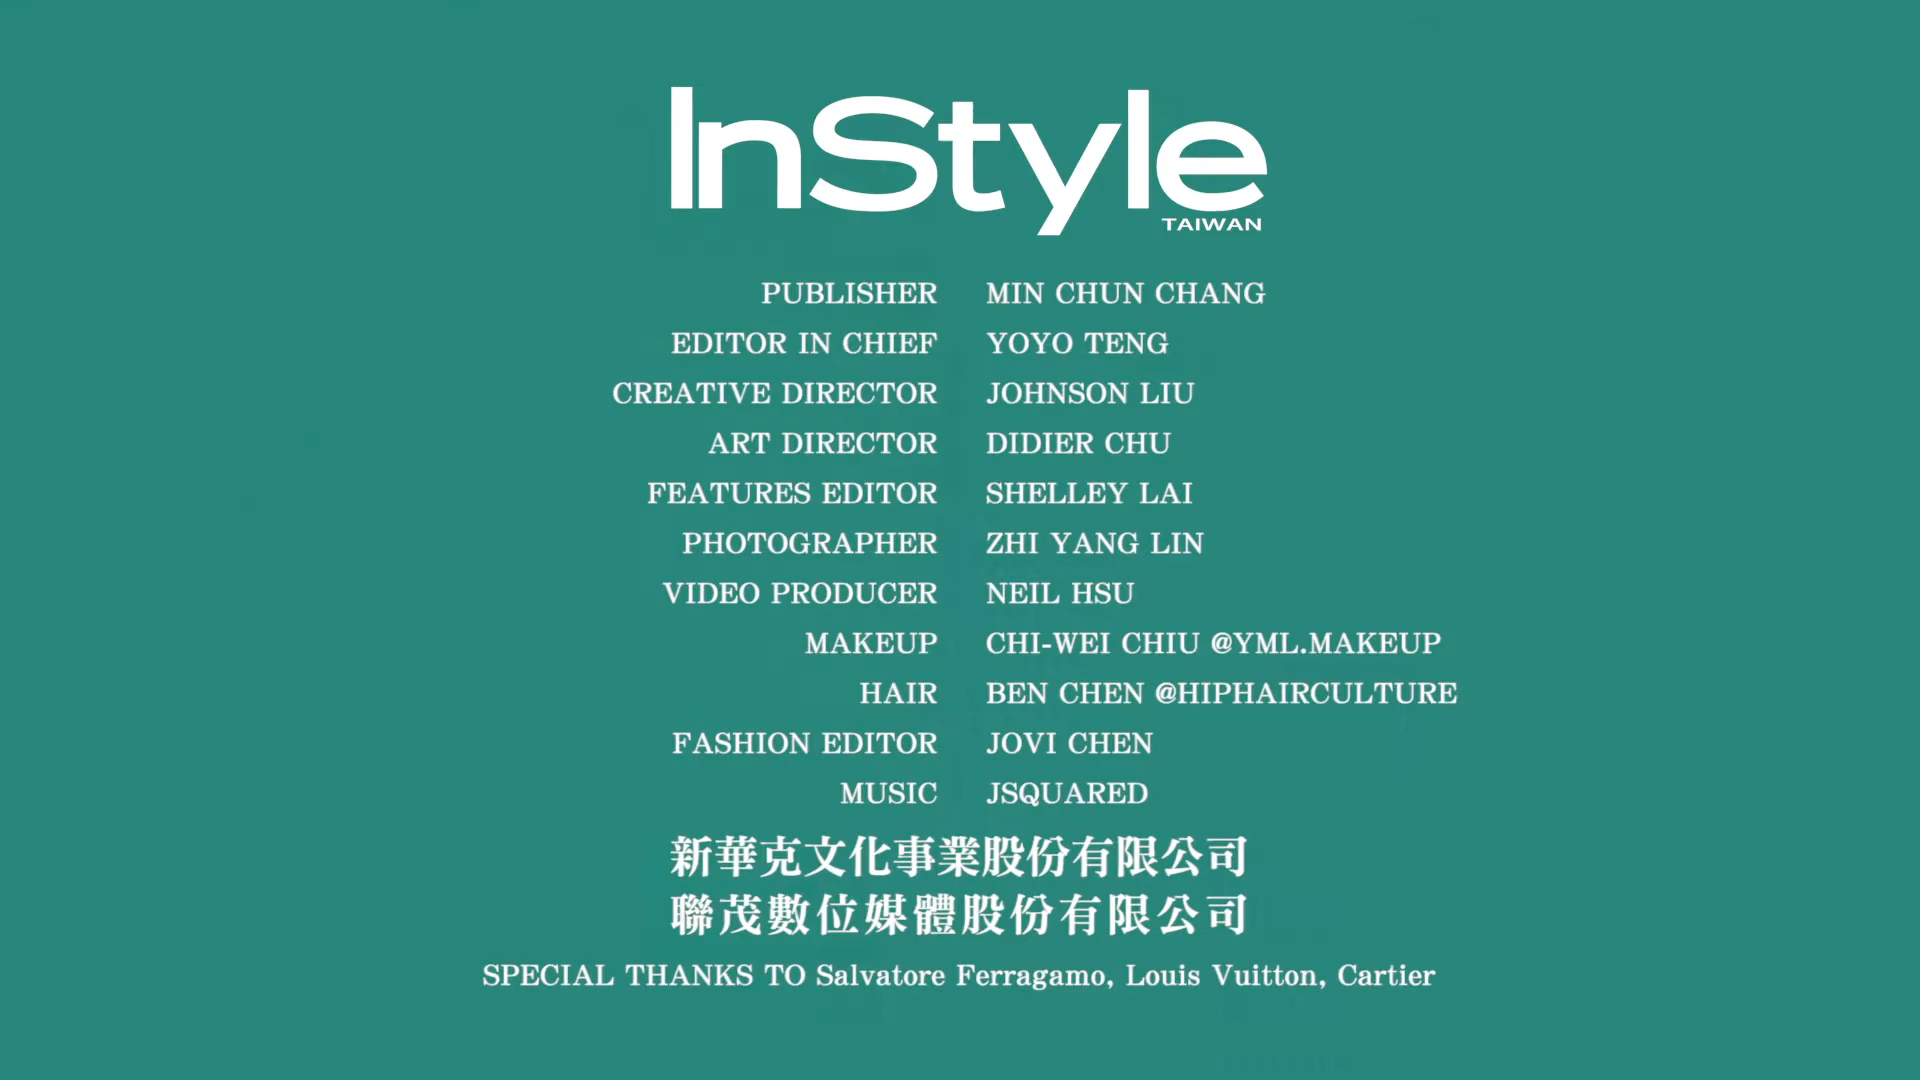 InStyle
TAIWAN
PUBLISHER MIN CHUN CHANG
EDITOR IN CHIEF YOYO TENG
CREATIVE DIRECTOR JOHNSON LIU
ART DIRECTOR DIDIER CHU
FEATURES EDITOR SHELLEY LAI
PHOTOGRAPHER ZHI YANG LIN
VIDEO PRODUCER NEIL HSU
MAKEUP CHI-WEI CHIU @YML.MAKEUP
HAIR BEN CHEN @HIPHAIRCULTURE
FASHION EDITOR JOVI CHEN
MUSIC JSQUARED
新華克文化事業股份有限公司
聯茂數位媒體股份有限公司
SPECIAL THANKS TO Salvatore Ferragamo, Louis Vuitton, Cartier